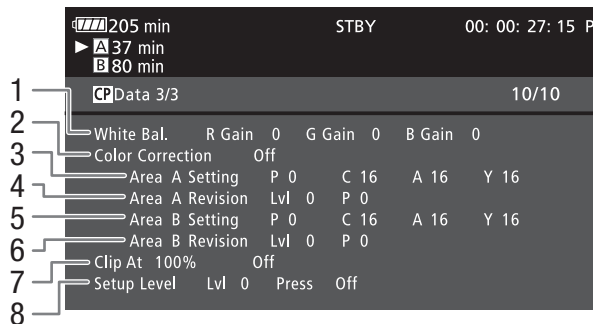 205 min STBY 00: 00: 27: 15 P
A 37 min
B 80 min
CP Data 3/3 10/10
1 White Bal. R Gain 0 G Gain 0 B Gain 0
2 Color Correction Off
3 Area A Setting P 0 C 16 A 16 Y 16
4 Area A Revision Lvl 0 P 0
5 Area B Setting P 0 C 16 A 16 Y 16
6 Area B Revision Lvl 0 P 0
7 Clip At 100% Off
8 Setup Level Lvl 0 Press Off